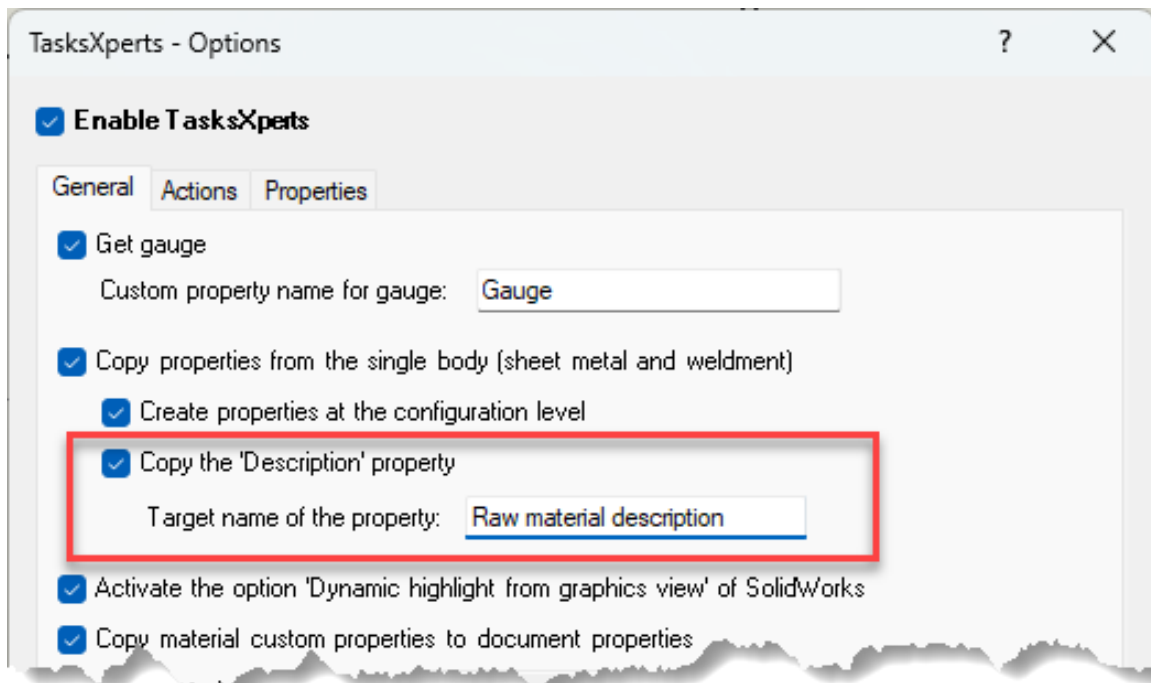 TasksXperts - Options ?
Enable TasksXperts
General Actions Properties
Get gauge
Custom property name for gauge: Gauge
Copy properties from the single body (sheet metal and weldment)
Create properties at the configuration level
Copy the 'Description' property
Target name of the property: Raw material description
Activate the option 'Dynamic highlight from graphics view' of SolidWorks
Copy material custom properties to document properties